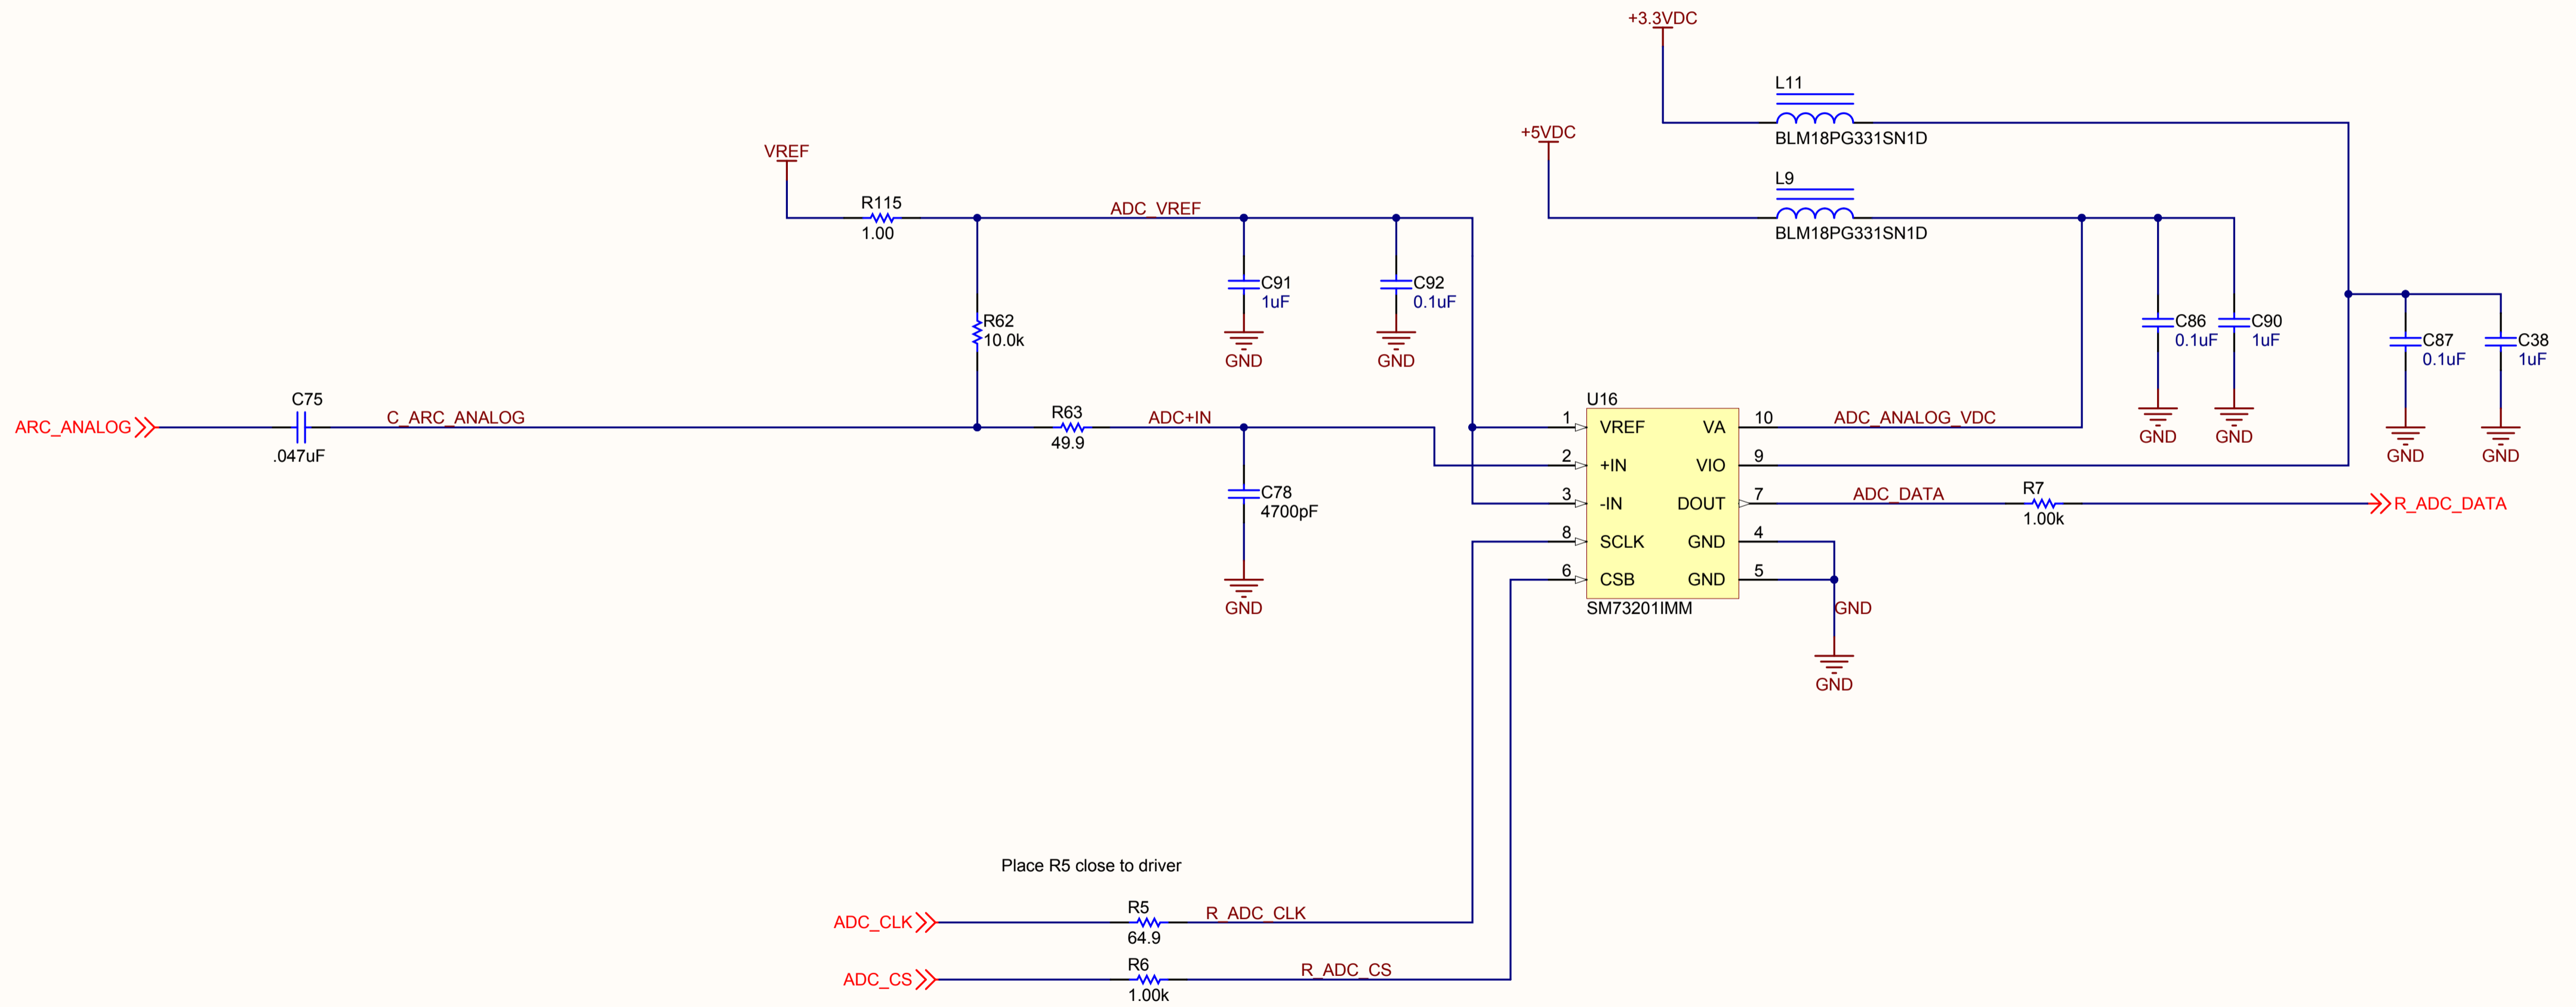 +3.3VDC
L11
BLM18PG331SN1D
+5VDC
L9
BLM18PG331SN1D
VREF
R115
1.00
ADC_VREF
C91
1uF
GND
C92
0.1uF
GND
R62
10.0k
C86
0.1uF
GND
C90
1uF
GND
C87
0.1uF
GND
C38
1uF
GND
ARC_ANALOG
C75
.047uF
C_ARC_ANALOG
R63
49.9
ADC+IN
C78
4700pF
GND
U16
1 VREF VA 10
2 +IN VIO 9
3 -IN DOUT 7
8 SCLK GND 4
6 CSB GND 5
SM73201IMM
ADC_ANALOG_VDC
ADC_DATA
R7
1.00k
R_ADC_DATA
GND
GND
Place R5 close to driver
ADC_CLK
R5
64.9
R_ADC_CLK
ADC_CS
R6
1.00k
R_ADC_CS